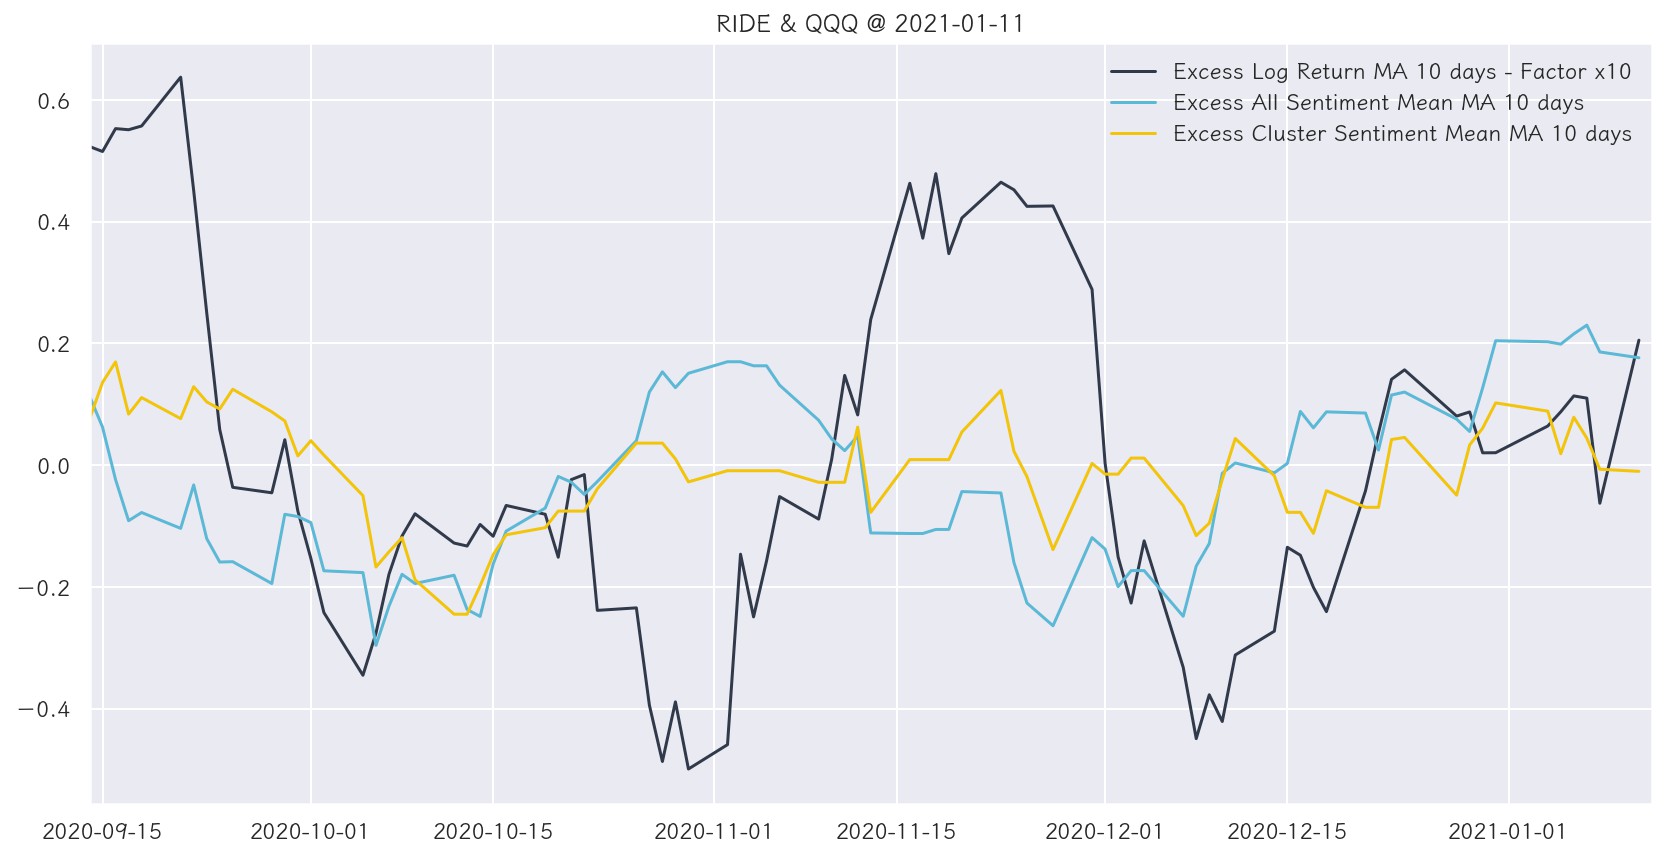 RIDE & QQQ @ 2021-01-11
Excess Log Return MA 10 days - Factor x10
Excess All Sentiment Mean MA 10 days
Excess Cluster Sentiment Mean MA 10 days
0.6
0.4
0.2
0.0
−0.2
−0.4
2020-09-15 2020-10-01 2020-10-15 2020-11-01 2020-11-15 2020-12-01 2020-12-15 2021-01-01